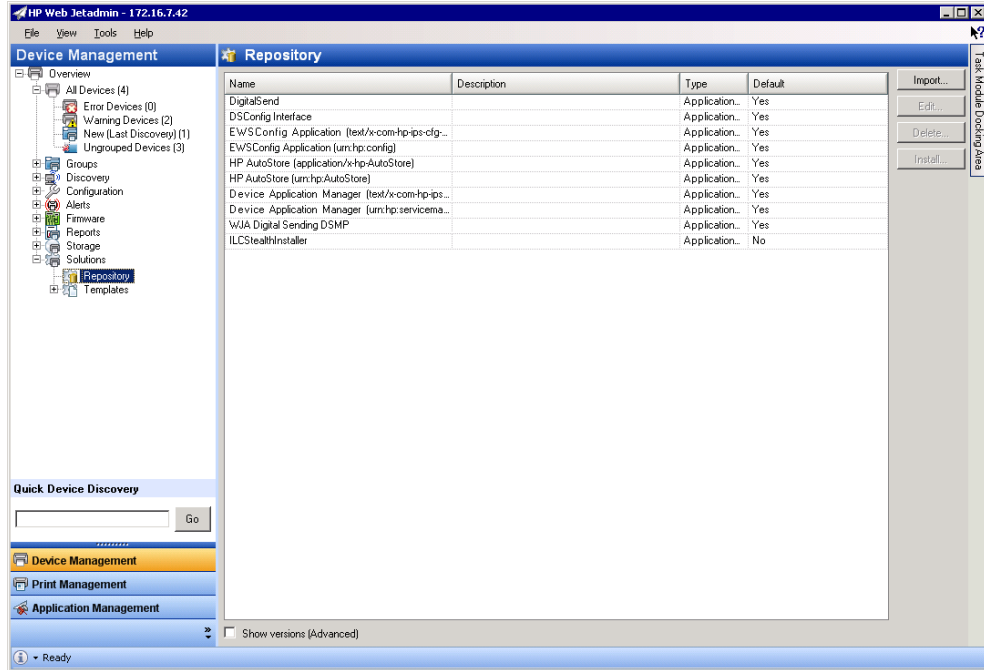 HP Web Jetadmin - 172.16.7.42
File View Tools Help
Device Management
Overview
All Devices (4)
Error Devices (0)
Warning Devices (2)
New (Last Discovery) (1)
Ungrouped Devices (3)
Groups
Discovery
Configuration
Alerts
Firmware
Reports
Storage
Solutions
Repository
Templates
Quick Device Discovery
Go
Device Management
Print Management
Application Management
Repository
Name Description Type Default
DigitalSend Application... Yes
DSConfig Interface Application... Yes
EWSConfig Application (text/x-com-hp-ips-cfg-... Application... Yes
EWSConfig Application (urn:hp:config) Application... Yes
HP AutoStore (application/x-hp-AutoStore) Application... Yes
HP AutoStore (urn:hp:AutoStore) Application... Yes
Device Application Manager (text/x-com-hp-ips... Application... Yes
Device Application Manager (urn:hp:servicema... Application... Yes
WJA Digital Sending DSMP Application... Yes
ILCStealthInstaller Application... No
Show versions (Advanced)
Import...
Edit...
Delete...
Install...
Task Module Docking Area
Ready